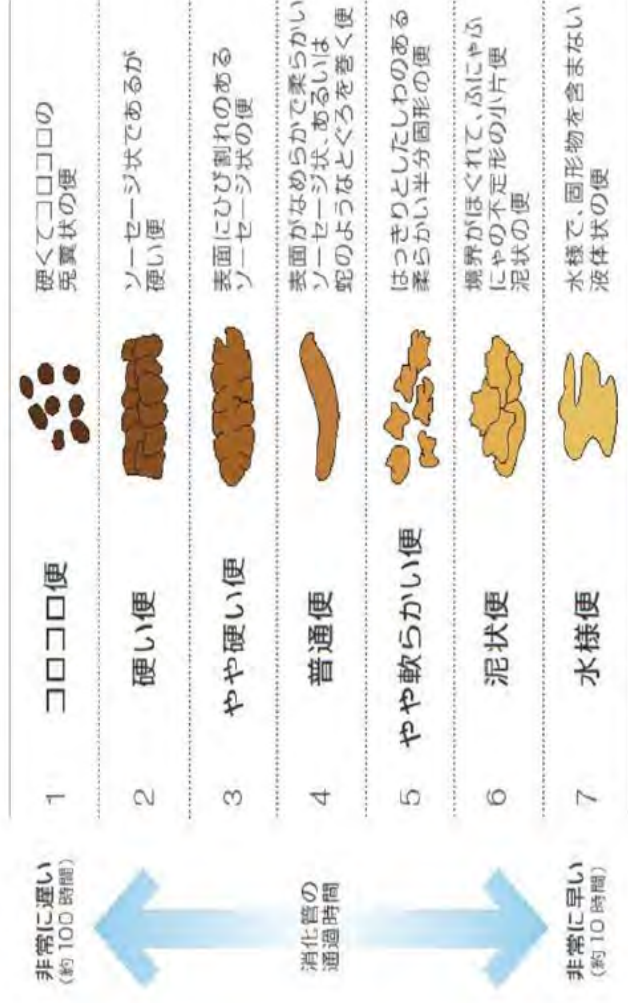 非常に遅い
(約100時間)
消化管の
通過時間
非常に早い
(約10時間)
1
コロコロ便
硬くてコロコロの
兎糞状の便
2
硬い便
ソーセージ状であるが
硬い便
3
やや硬い便
表面にひび割れのある
ソーセージ状の便
4
普通便
表面がなめらかで柔らかい
ソーセージ状、あるいは
蛇のようなとぐろを巻く便
5
やや軟らかい便
はっきりとしたしわのある
柔らかい半分固形の便
6
泥状便
境界がほぐれて、ふにゃふ
にゃの不定形の小片便
泥状の便
7
水様便
水様で、固形物を含まない
液体状の便